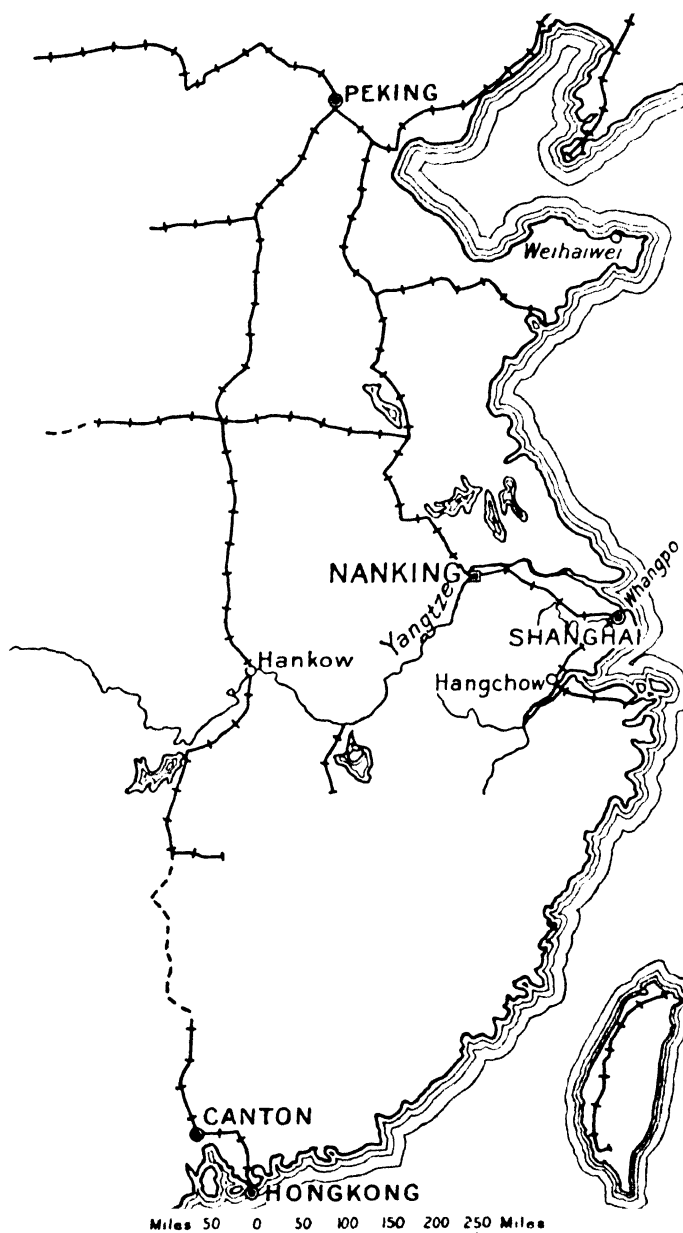 PEKING
Weihaiwei
NANKING
Yangtze
Whangpo
SHANGHAI
Hankow
Hangchow
CANTON
HONGKONG
Miles 50 0 50 100 150 200 250 Miles